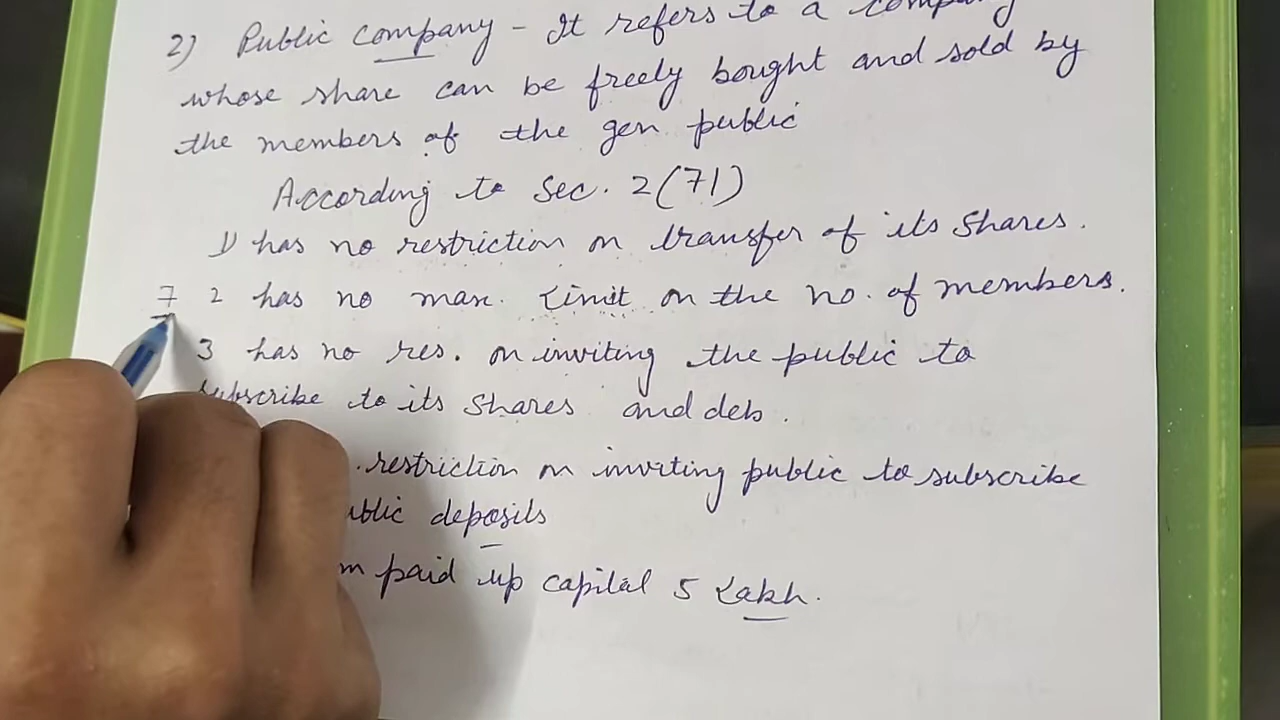 2) Public company - It refers to a company
whose share can be freely bought and sold by
the members of the gen public
According to Sec. 2(71)
1) has no restriction on transfer of its Shares.
7 2 has no max. Limit on the no. of members.
3 has no res. on inviting the public to
subscribe to its Shares and deb.
. restriction on inviting public to subscribe
ublic deposits
m paid up capital 5 Lakh.